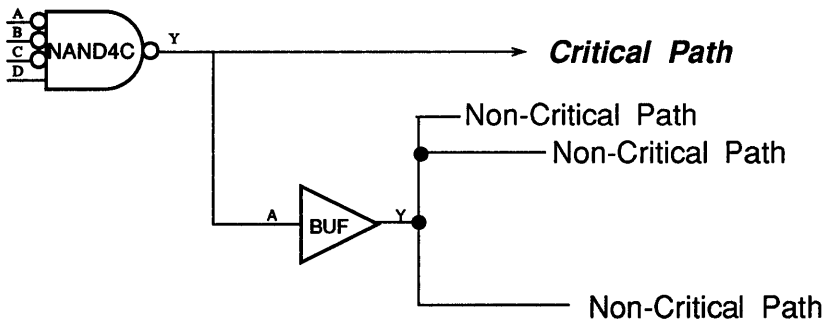 A
B
C
D
NAND4C
Y
Critical Path
Non-Critical Path
Non-Critical Path
A
BUF
Y
Non-Critical Path